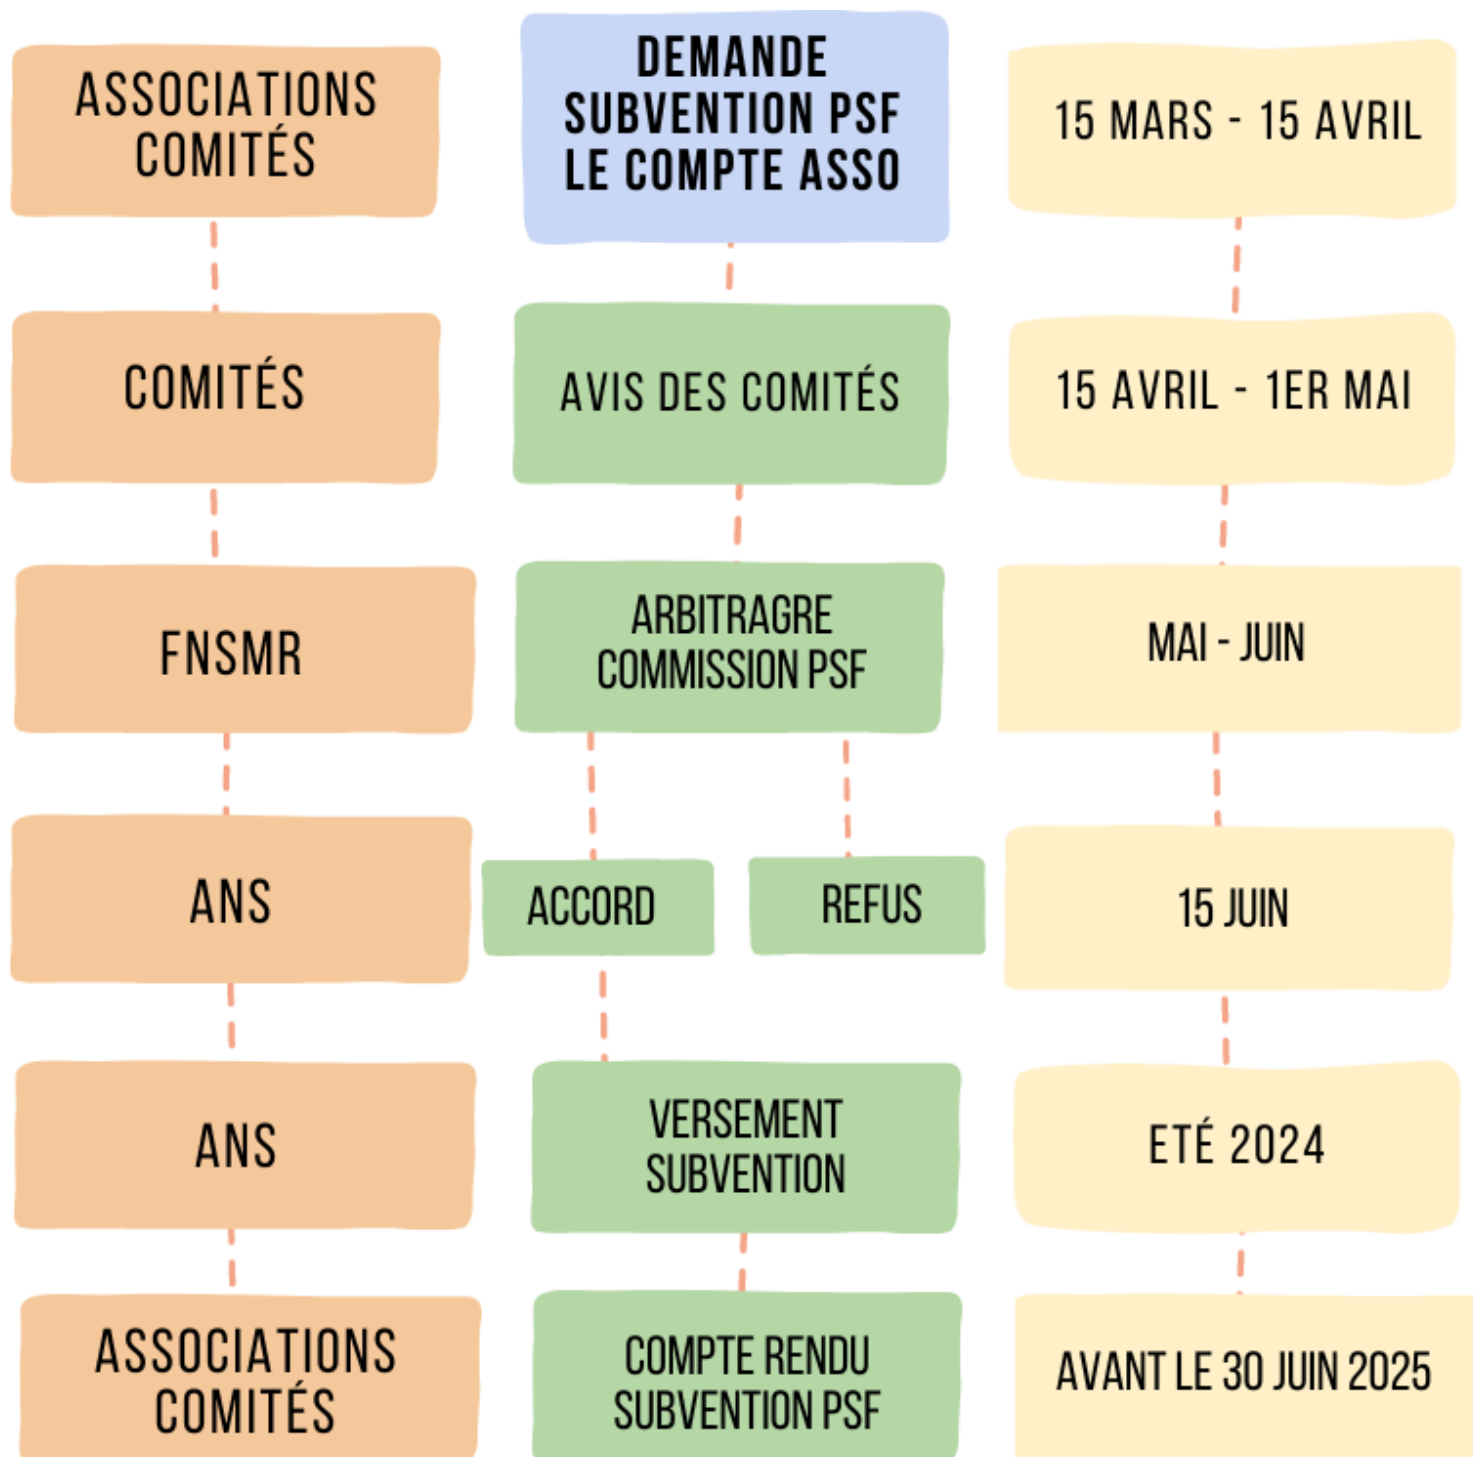 ASSOCIATIONS
COMITÉS
DEMANDE
SUBVENTION PSF
LE COMPTE ASSO
15 MARS - 15 AVRIL
COMITÉS
AVIS DES COMITÉS
15 AVRIL - 1ER MAI
FNSMR
ARBITRAGRE
COMMISSION PSF
MAI - JUIN
ANS
ACCORD
REFUS
15 JUIN
ANS
VERSEMENT
SUBVENTION
ETÉ 2024
ASSOCIATIONS
COMITÉS
COMPTE RENDU
SUBVENTION PSF
AVANT LE 30 JUIN 2025